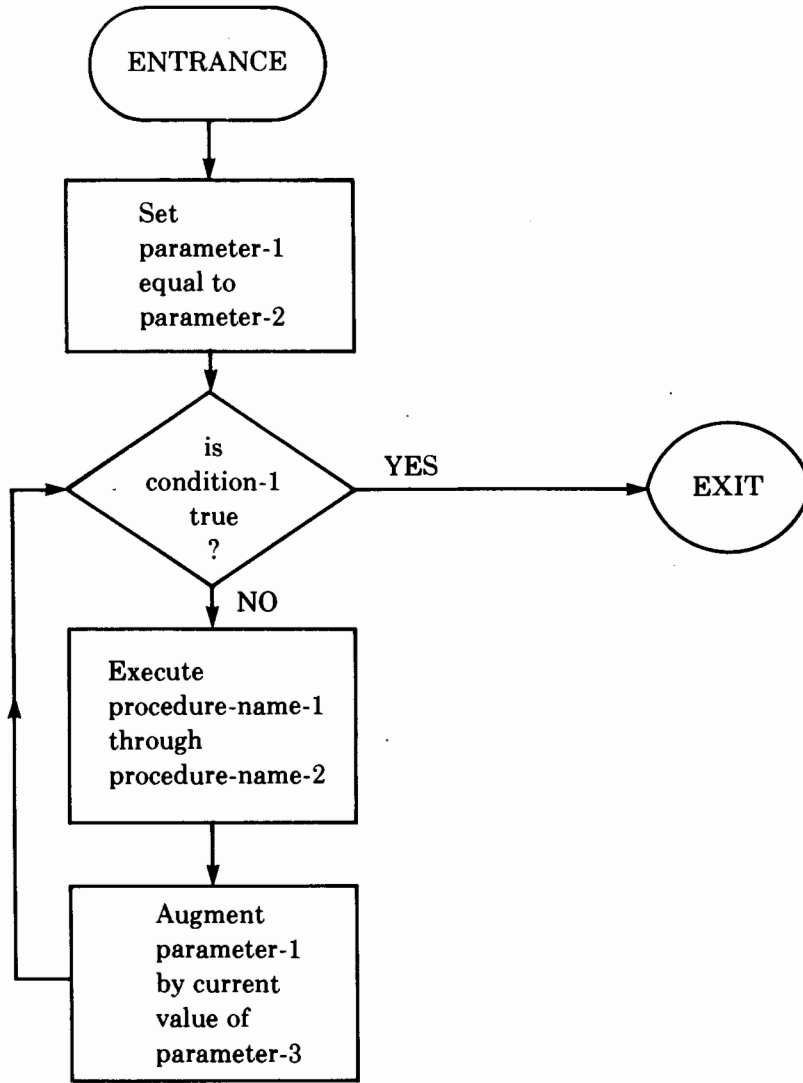 ENTRANCE
Set
parameter-1
equal to
parameter-2
is
condition-1
true
?
YES
EXIT
NO
Execute
procedure-name-1
through
procedure-name-2
Augment
parameter-1
by current
value of
parameter-3